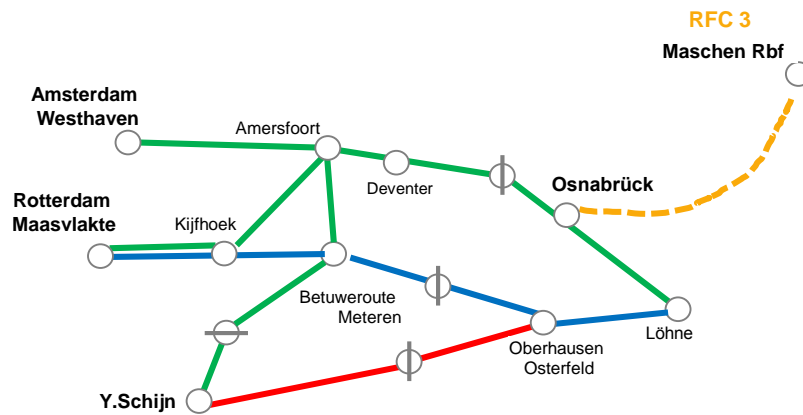 RFC 3
Maschen Rbf
Amsterdam
Westhaven
Amersfoort
Deventer
Osnabrück
Rotterdam
Maasvlakte
Kijfhoek
Betuweroute
Meteren
Oberhausen
Osterfeld
Löhne
Y.Schijn